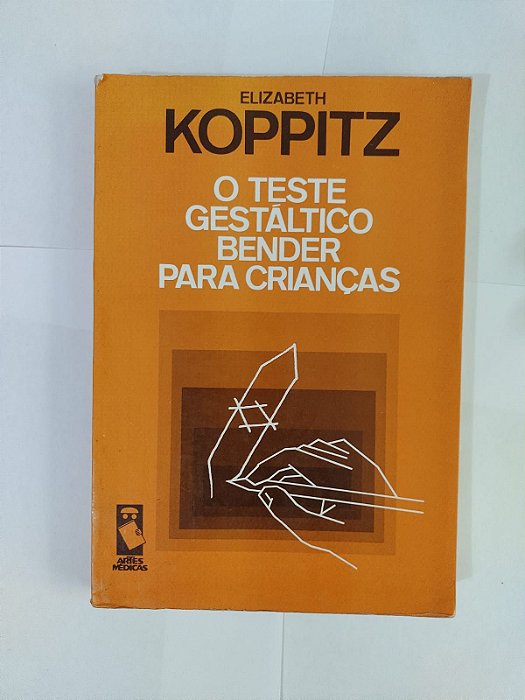 ELIZABETH
KOPPITZ
O TESTE
GESTÁLTICO
BENDER
PARA CRIANÇAS
ARTES
MÉDICAS